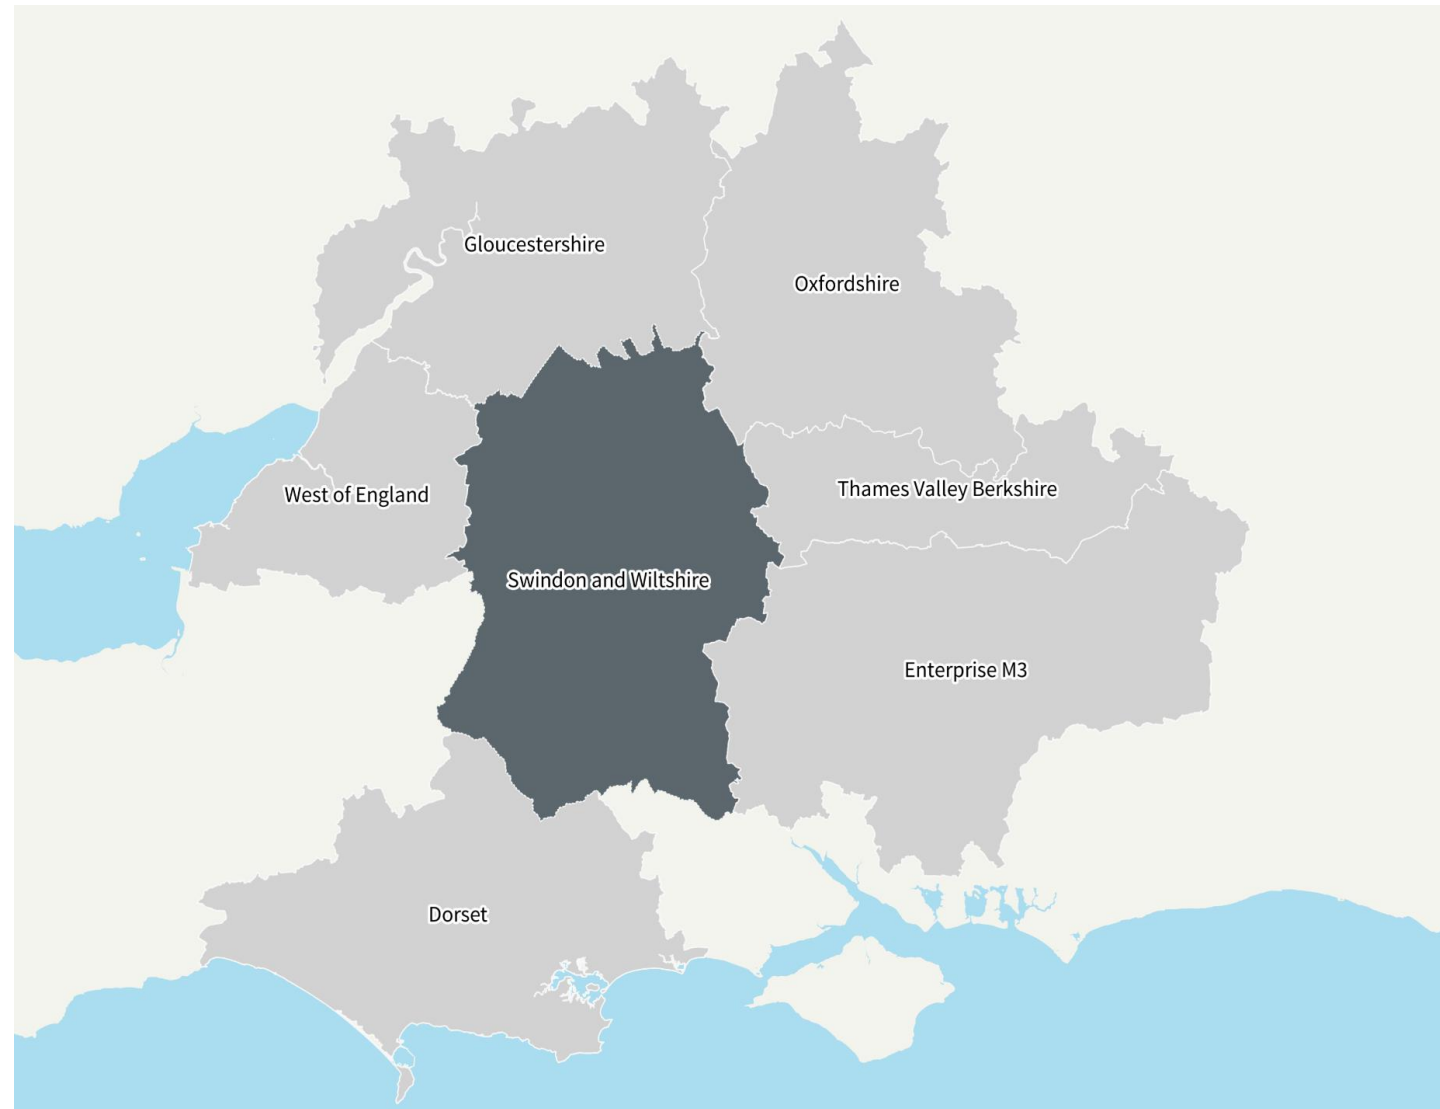 Gloucestershire
Oxfordshire
West of England
Thames Valley Berkshire
Swindon and Wiltshire
Enterprise M3
Dorset